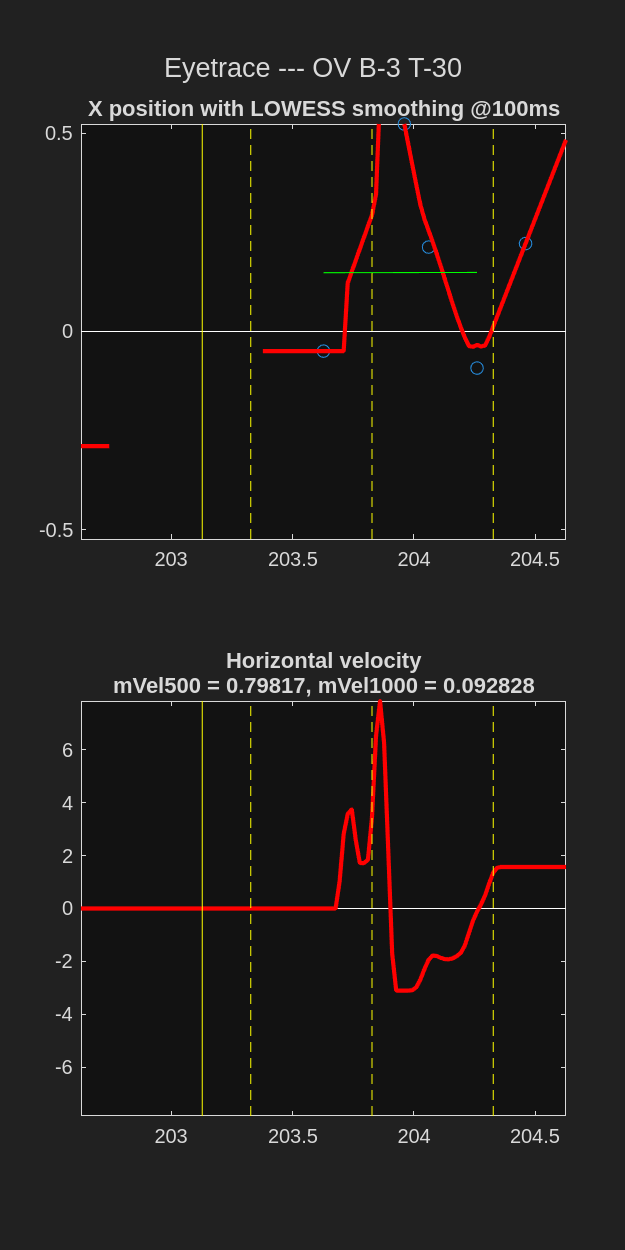 Eyetrace --- OV B-3 T-30
X position with LOWESS smoothing @100ms
0.5
0
-0.5
203 203.5 204 204.5
Horizontal velocity
mVel500 = 0.79817, mVel1000 = 0.092828
6
4
2
0
-2
-4
-6
203 203.5 204 204.5